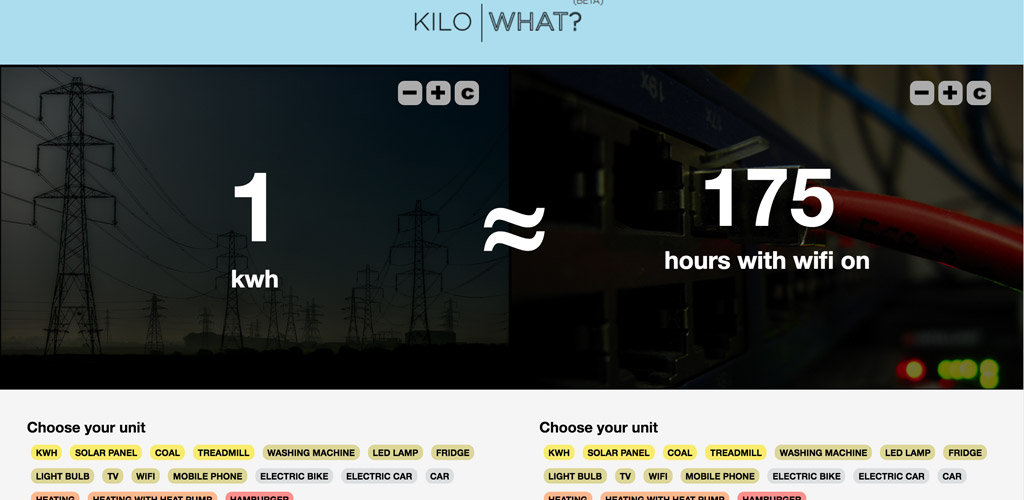 (BETA)
KILO WHAT?
1
kwh
≈
175
hours with wifi on
Choose your unit
KWH SOLAR PANEL COAL TREADMILL WASHING MACHINE LED LAMP FRIDGE
LIGHT BULB TV WIFI MOBILE PHONE ELECTRIC BIKE ELECTRIC CAR CAR
HEATING HEATING WITH HEAT PUMP HAMBURGER
Choose your unit
KWH SOLAR PANEL COAL TREADMILL WASHING MACHINE LED LAMP FRIDGE
LIGHT BULB TV WIFI MOBILE PHONE ELECTRIC BIKE ELECTRIC CAR CAR
HEATING HEATING WITH HEAT PUMP HAMBURGER
− + C
− + C
19x
17x